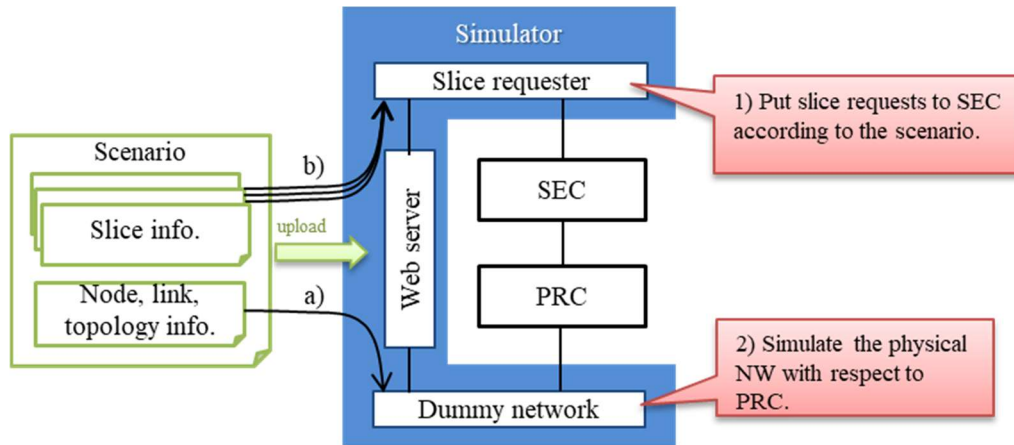 Simulator
Slice requester
1) Put slice requests to SEC
according to the scenario.
Scenario
b)
Slice info.
upload
Web server
SEC
PRC
Node, link,
topology info.
a)
2) Simulate the physical
NW with respect to
PRC.
Dummy network